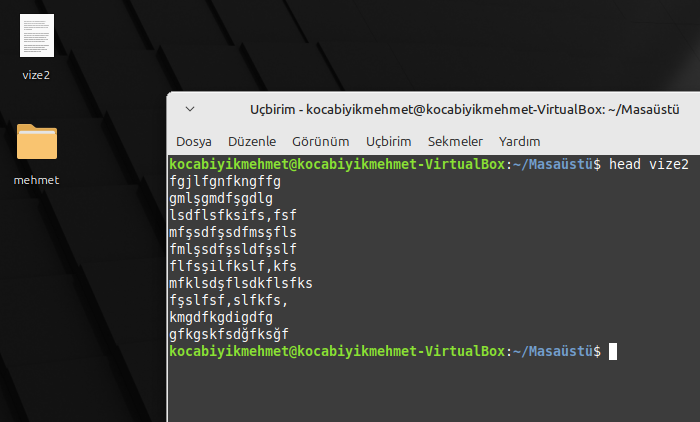 vize2
mehmet
Uçbirim - kocabiyikmehmet@kocabiyikmehmet-VirtualBox: ~/Masaüstü
Dosya Düzenle Görünüm Uçbirim Sekmeler Yardım
kocabiyikmehmet@kocabiyikmehmet-VirtualBox:~/Masaüstü$ head vize2
fgjlfgnfkngffg
gmlşgmdfşgdlg
lsdflsfksifs,fsf
mfşsdfşsdfmsşfls
fmlşsdfşsldfşslf
flfsşilfkslf,kfs
mfklsdşflsdkflsfks
fşslfsf,slfkfs,
kmgdfkgdigdfg
gfkgskfsdğfksğf
kocabiyikmehmet@kocabiyikmehmet-VirtualBox:~/Masaüstü$